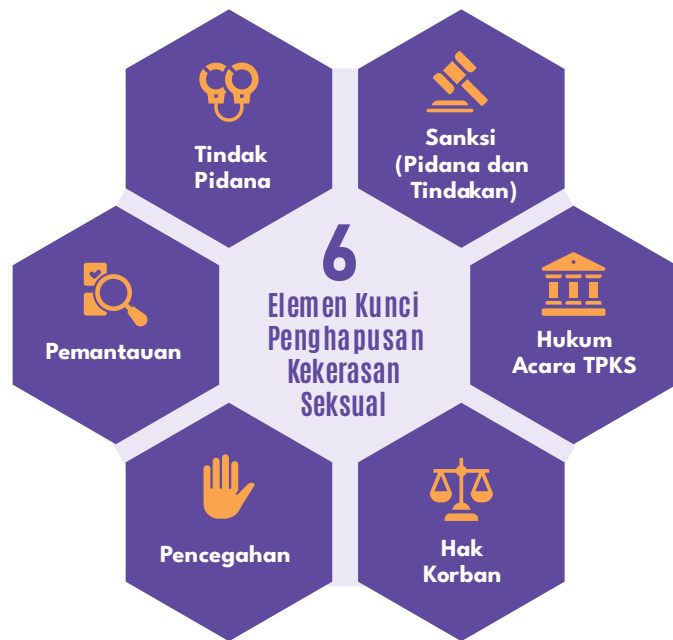 Tindak
Pidana
Sanksi
(Pidana dan
Tindakan)
6
Elemen Kunci
Penghapusan
Kekerasan
Seksual
Pemantauan
Hukum
Acara TPKS
Pencegahan
Hak
Korban